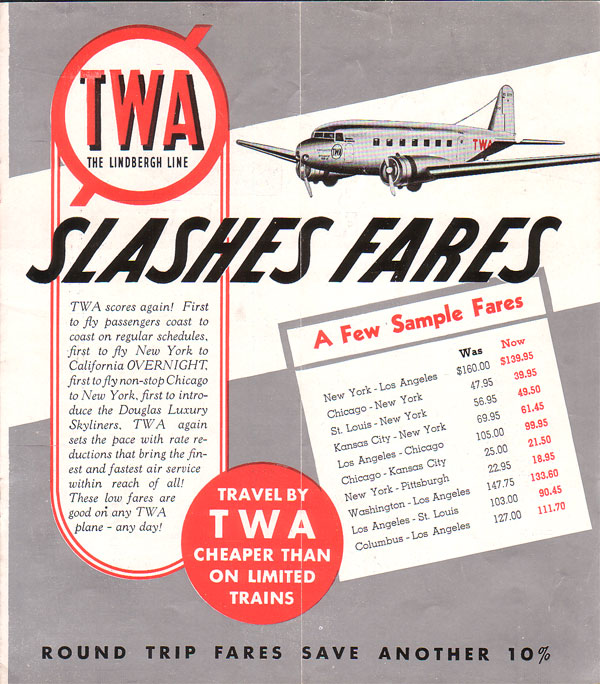 TWA
THE LINDBERGH LINE
TWA
TWA
SLASHES FARES
TWA scores again! First
to fly passengers coast to
coast on regular schedules,
first to fly New York to
California OVERNIGHT,
first to fly non-stop Chicago
to New York, first to intro-
duce the Douglas Luxury
Skyliners, TWA again
sets the pace with rate re-
ductions that bring the fin-
est and fastest air service
within reach of all!
These low fares are
good on any TWA
plane - any day!
A Few Sample Fares
Was Now
New York - Los Angeles $160.00 $139.95
Chicago - New York 47.95 39.95
St. Louis - New York 56.95 49.50
Kansas City - New York 69.95 61.45
Los Angeles - Chicago 105.00 99.95
Chicago - Kansas City 25.00 21.50
New York - Pittsburgh 22.95 18.95
Washington - Los Angeles 147.75 133.60
Los Angeles - St. Louis 103.00 90.45
Columbus - Los Angeles 127.00 111.70
TRAVEL BY
TWA
CHEAPER THAN
ON LIMITED
TRAINS
ROUND TRIP FARES SAVE ANOTHER 10%